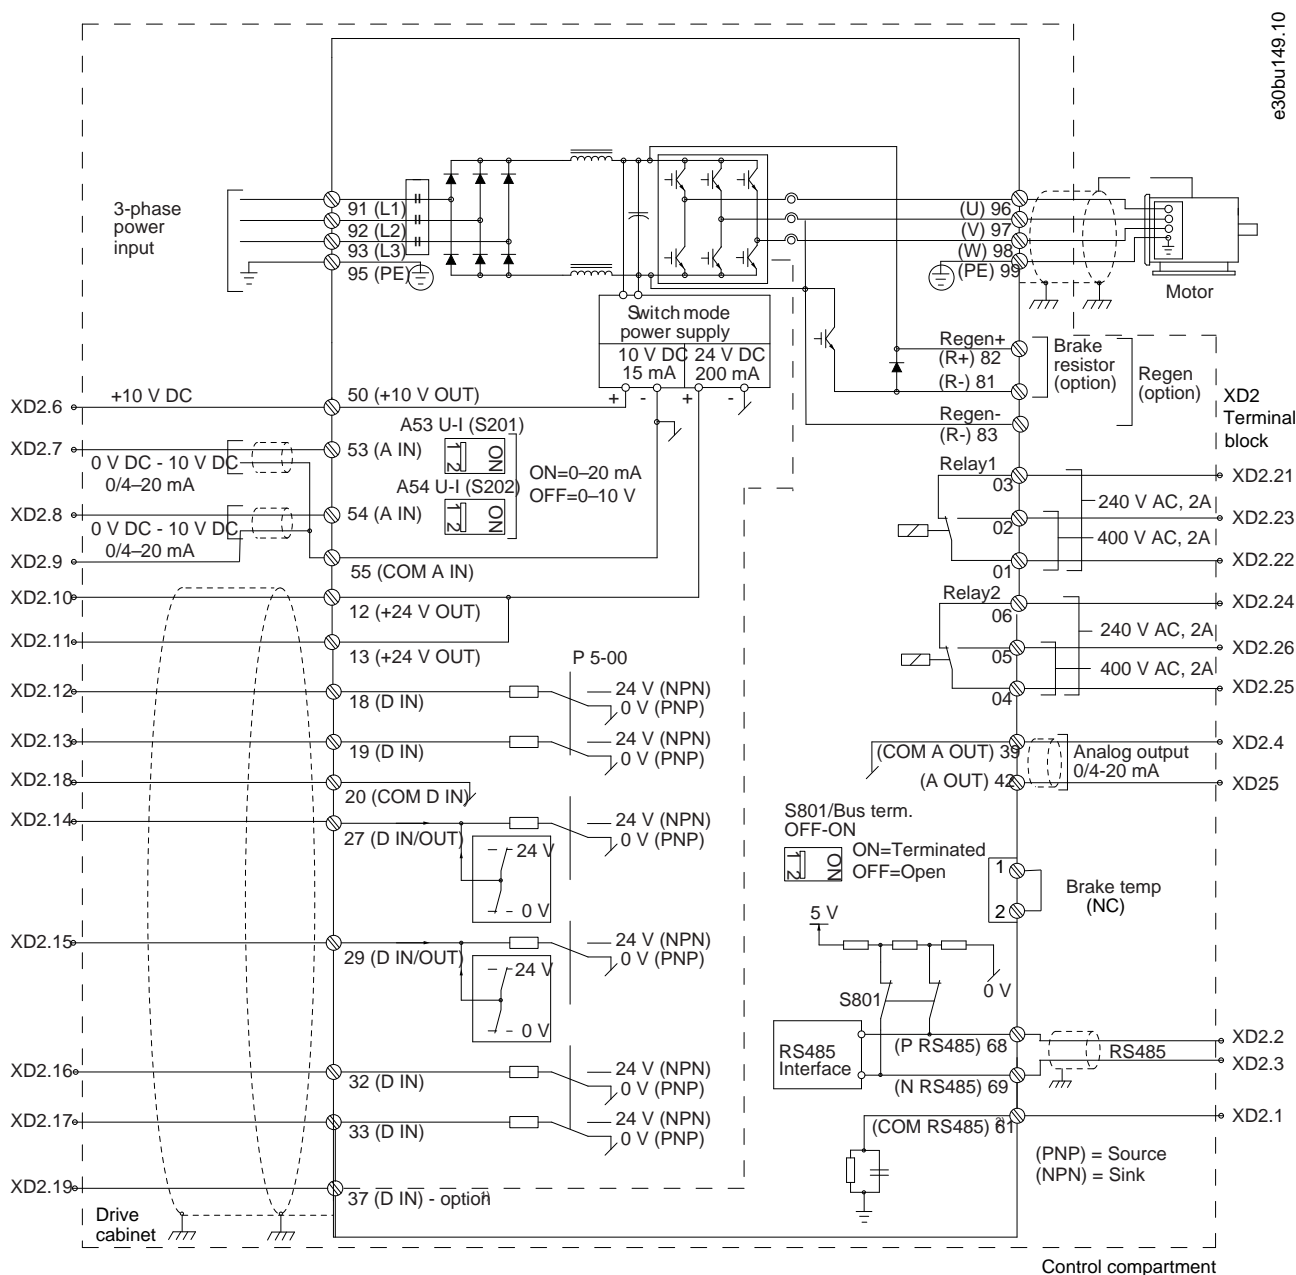 e30bu149.10
3-phase
power
input
91 (L1)
92 (L2)
93 (L3)
95 (PE)
(U) 96
(V) 97
(W) 98
(PE) 99
Motor
Switch mode
power supply
10 V DC
15 mA
24 V DC
200 mA
+ - + -
Regen+
(R+) 82
(R-) 81
Regen-
(R-) 83
Brake
resistor
(option)
Regen
(option)
XD2
Terminal
block
XD2.6
+10 V DC
50 (+10 V OUT)
XD2.7
0 V DC - 10 V DC
0/4–20 mA
53 (A IN)
A53 U-I (S201)
1 2
ON
A54 U-I (S202)
1 2
ON
ON=0–20 mA
OFF=0–10 V
XD2.8
0 V DC - 10 V DC
0/4–20 mA
54 (A IN)
XD2.9
55 (COM A IN)
XD2.10
12 (+24 V OUT)
XD2.11
13 (+24 V OUT)
P 5-00
XD2.12
18 (D IN)
24 V (NPN)
0 V (PNP)
XD2.13
19 (D IN)
24 V (NPN)
0 V (PNP)
XD2.18
20 (COM D IN)
XD2.14
27 (D IN/OUT)
24 V (NPN)
0 V (PNP)
24 V
0 V
XD2.15
29 (D IN/OUT)
24 V (NPN)
0 V (PNP)
24 V
0 V
XD2.16
32 (D IN)
24 V (NPN)
0 V (PNP)
XD2.17
33 (D IN)
24 V (NPN)
0 V (PNP)
XD2.19
37 (D IN) - option 1)
Drive
cabinet
Relay1
03
02
01
240 V AC, 2A
400 V AC, 2A
XD2.21
XD2.23
XD2.22
Relay2
06
05
04
240 V AC, 2A
400 V AC, 2A
XD2.24
XD2.26
XD2.25
(COM A OUT) 39
(A OUT) 42
Analog output
0/4-20 mA
XD2.4
XD25
S801/Bus term.
OFF-ON
1 2
ON
ON=Terminated
OFF=Open
1
2
Brake temp
(NC)
5 V
S801
0 V
RS485
Interface
(P RS485) 68
(N RS485) 69
RS485
XD2.2
XD2.3
(COM RS485) 61
XD2.1
(PNP) = Source
(NPN) = Sink
Control compartment